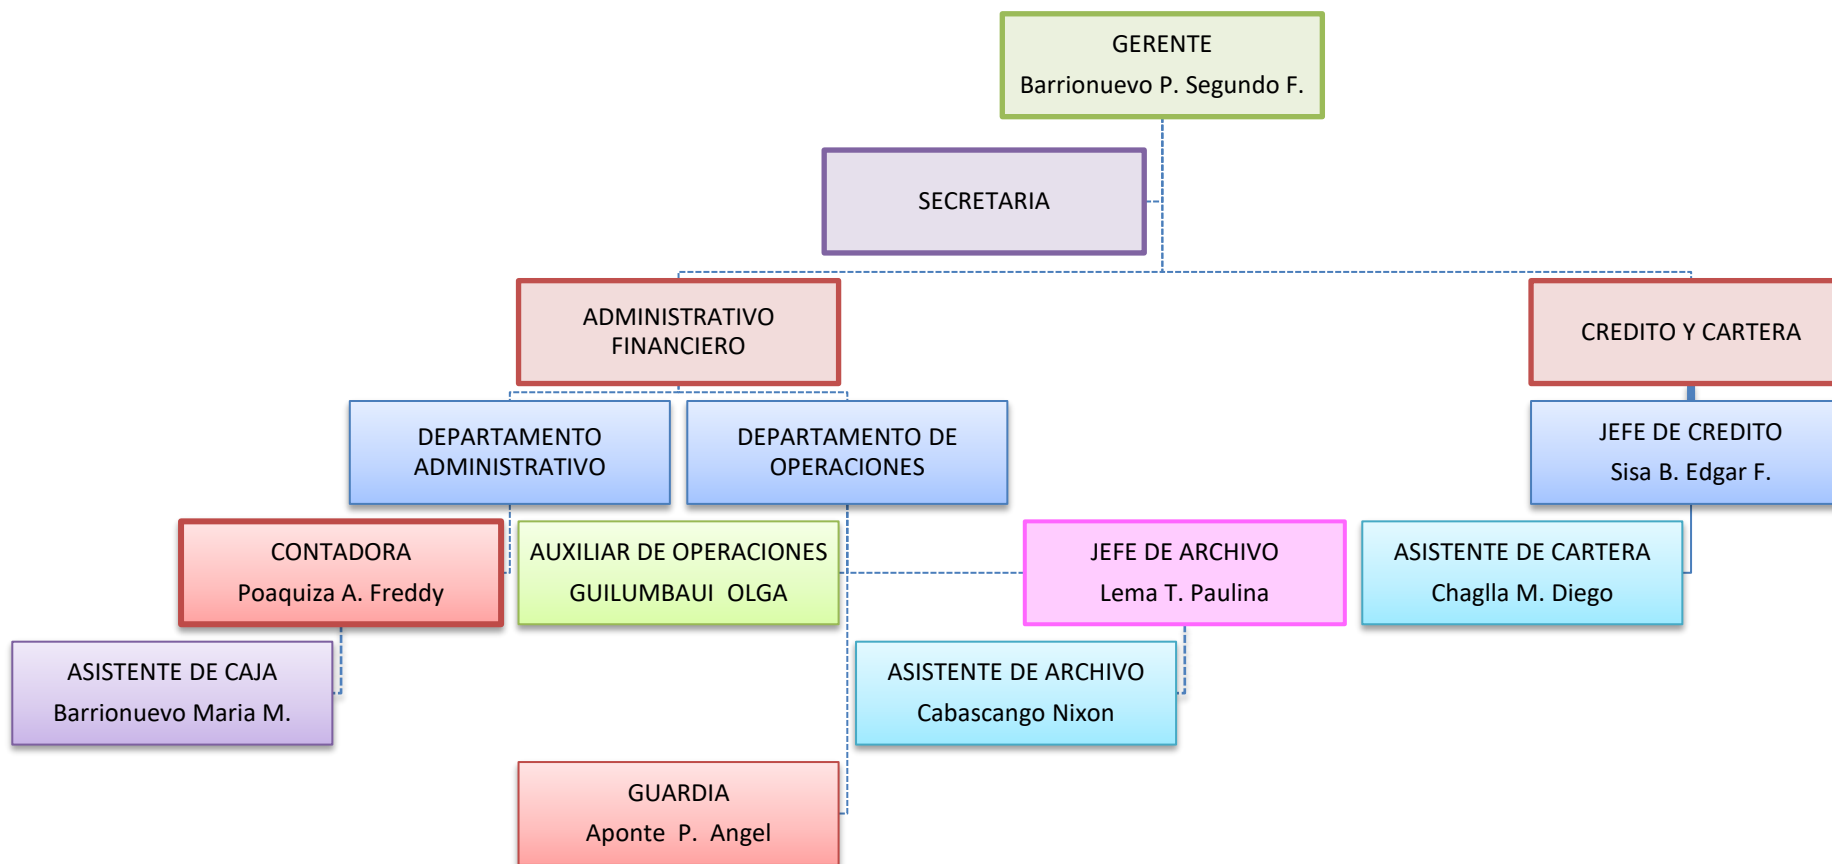 GERENTE
Barrionuevo P. Segundo F.
SECRETARIA
ADMINISTRATIVO
FINANCIERO
CREDITO Y CARTERA
DEPARTAMENTO
ADMINISTRATIVO
DEPARTAMENTO DE
OPERACIONES
JEFE DE CREDITO
Sisa B. Edgar F.
CONTADORA
Poaquiza A. Freddy
AUXILIAR DE OPERACIONES
GUILUMBAUI OLGA
JEFE DE ARCHIVO
Lema T. Paulina
ASISTENTE DE CARTERA
Chaglla M. Diego
ASISTENTE DE CAJA
Barrionuevo Maria M.
ASISTENTE DE ARCHIVO
Cabascango Nixon
GUARDIA
Aponte P. Angel